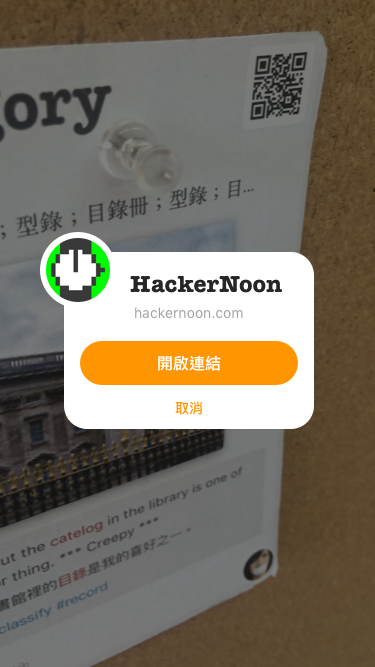 gory
；型錄；目錄冊；型錄；目...
HackerNoon
hackernoon.com
開啟連結
取消
out the catelog in the library is one of
r thing. *** Creepy ***
書館裡的目錄是我的喜好之一。
classify #record